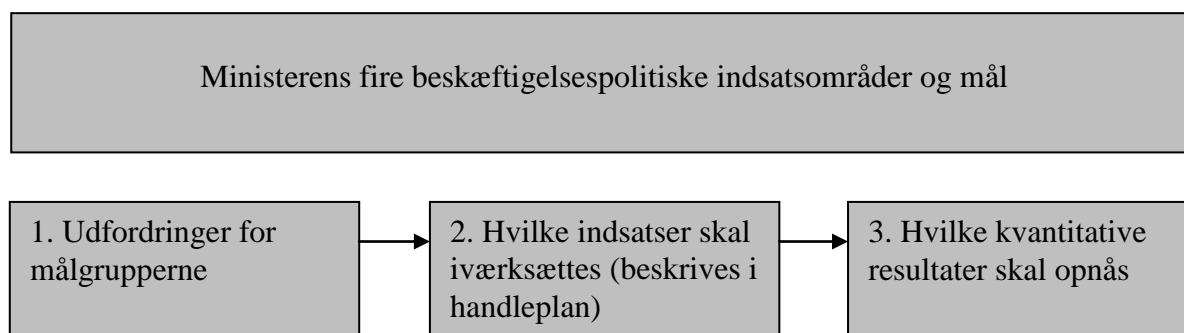 Ministerens fire beskæftigelsespolitiske indsatsområder og mål
1. Udfordringer for
målgrupperne
2. Hvilke indsatser skal
iværksættes (beskrives i
handleplan)
3. Hvilke kvantitative
resultater skal opnås